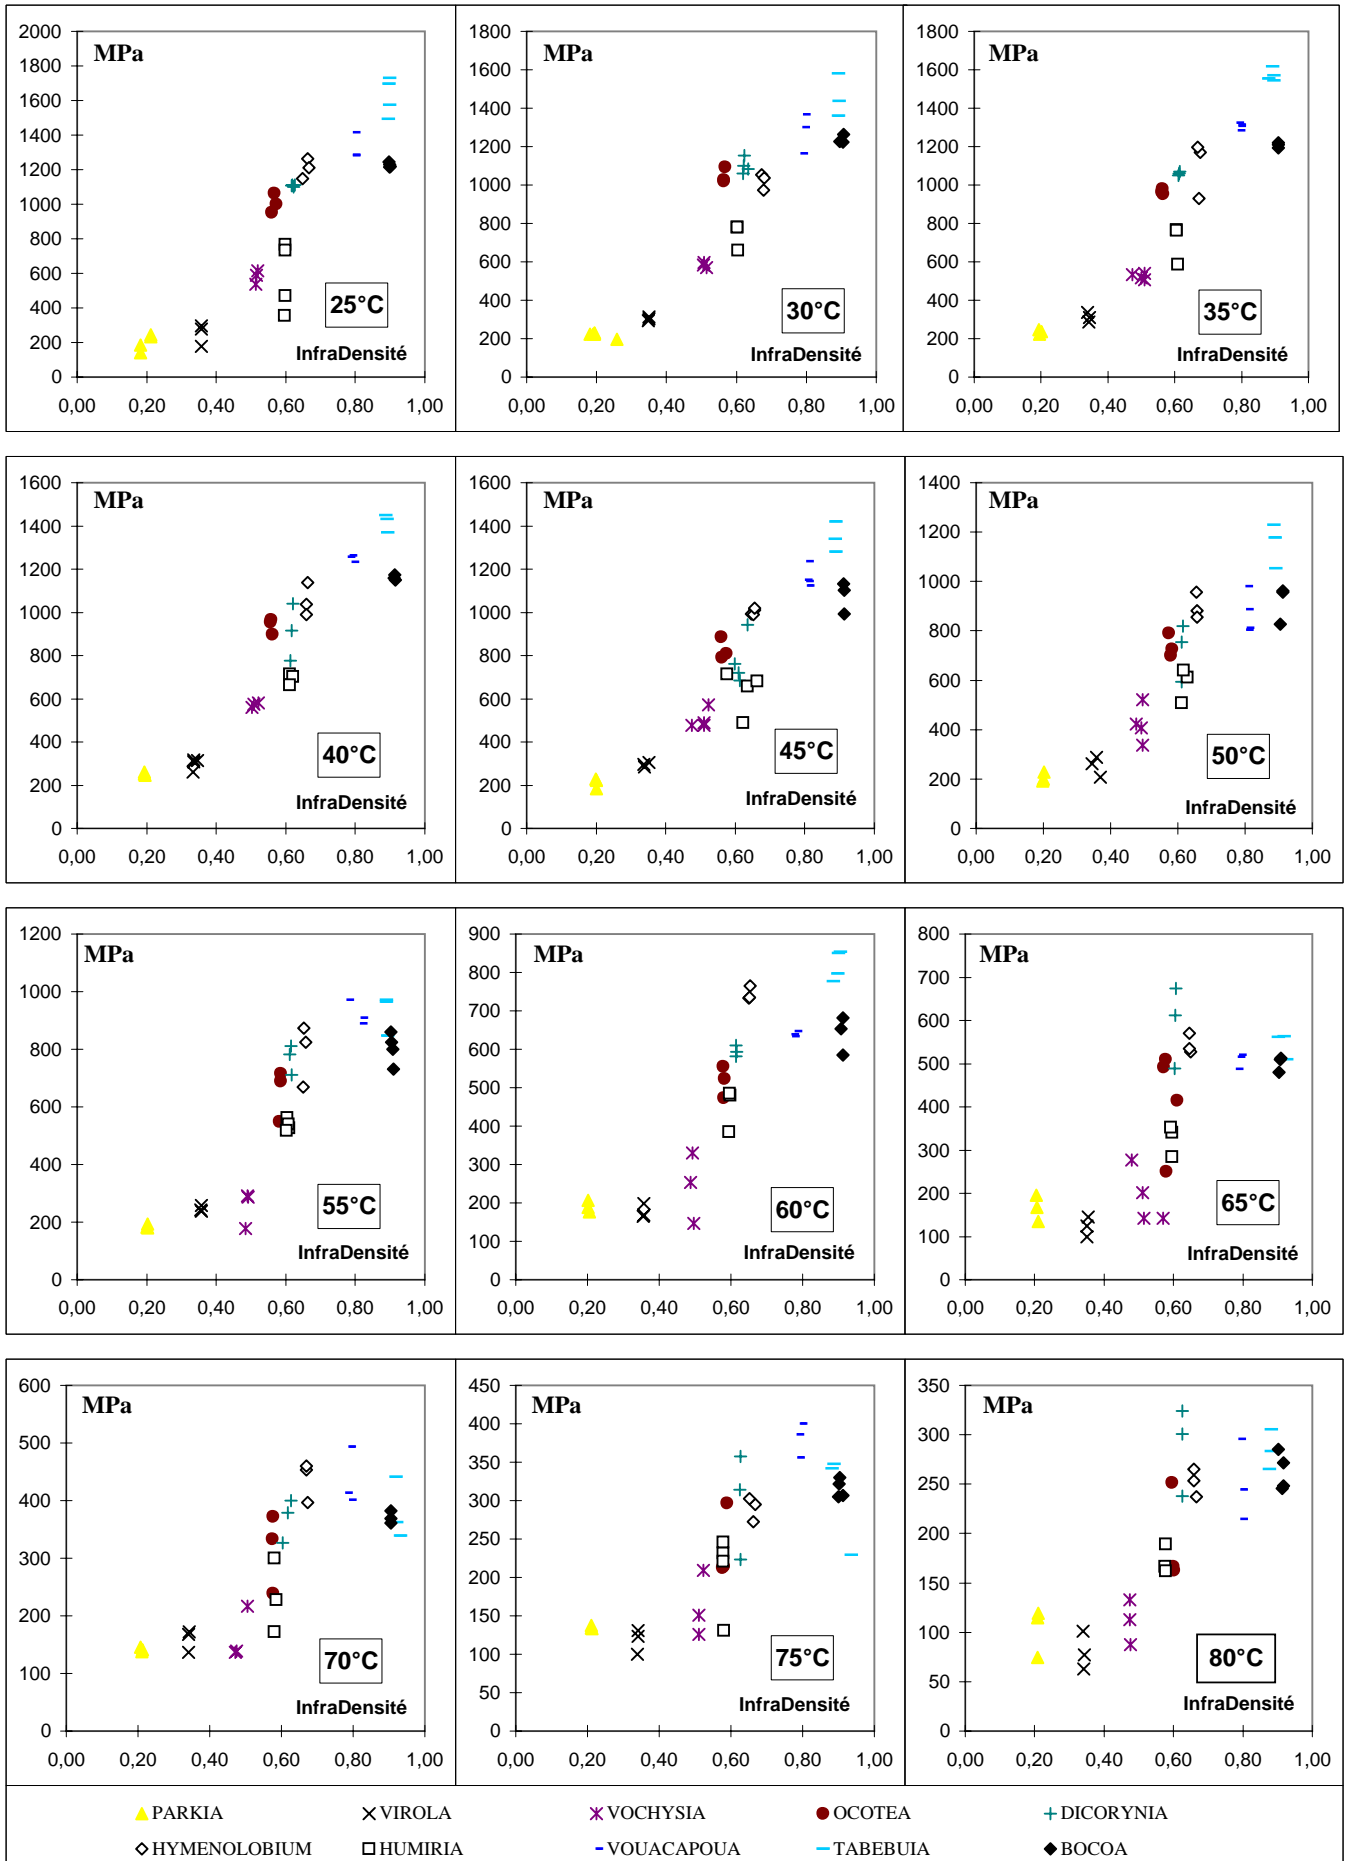 MPa
2000
1800
1600
1400
1200
1000
800
600
400
200
0
0,00 0,20 0,40 0,60 0,80 1,00
25°C
InfraDensité
MPa
1800
1600
1400
1200
1000
800
600
400
200
0
0,00 0,20 0,40 0,60 0,80 1,00
30°C
InfraDensité
MPa
1800
1600
1400
1200
1000
800
600
400
200
0
0,00 0,20 0,40 0,60 0,80 1,00
35°C
InfraDensité
MPa
1600
1400
1200
1000
800
600
400
200
0
0,00 0,20 0,40 0,60 0,80 1,00
40°C
InfraDensité
MPa
1600
1400
1200
1000
800
600
400
200
0
0,00 0,20 0,40 0,60 0,80 1,00
45°C
InfraDensité
MPa
1400
1200
1000
800
600
400
200
0
0,00 0,20 0,40 0,60 0,80 1,00
50°C
InfraDensité
MPa
1200
1000
800
600
400
200
0
0,00 0,20 0,40 0,60 0,80 1,00
55°C
InfraDensité
MPa
900
800
700
600
500
400
300
200
100
0
0,00 0,20 0,40 0,60 0,80 1,00
60°C
InfraDensité
MPa
800
700
600
500
400
300
200
100
0
0,00 0,20 0,40 0,60 0,80 1,00
65°C
InfraDensité
MPa
600
500
400
300
200
100
0
0,00 0,20 0,40 0,60 0,80 1,00
70°C
InfraDensité
MPa
450
400
350
300
250
200
150
100
50
0
0,00 0,20 0,40 0,60 0,80 1,00
75°C
InfraDensité
MPa
350
300
250
200
150
100
50
0
0,00 0,20 0,40 0,60 0,80 1,00
80°C
InfraDensité
PARKIA VIROLA VOCHYSIA OCOTEA DICORYNIA
HYMENOLOBIUM HUMIRIA VOUACAPOUA TABEBUIA BOCOA